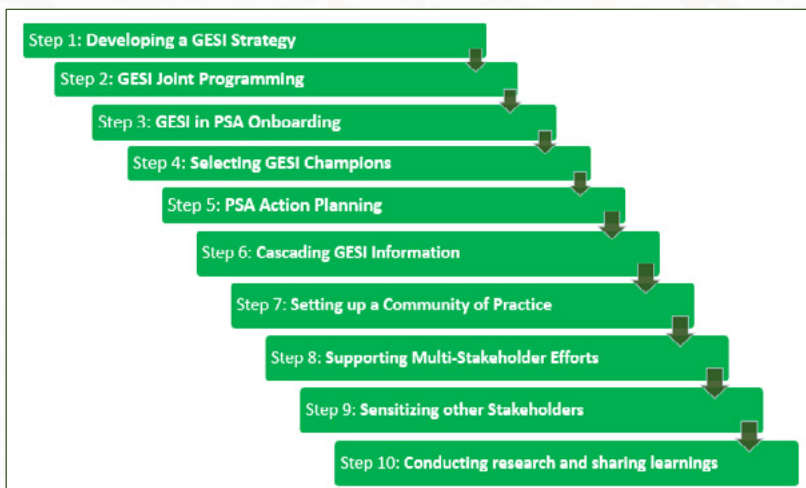 Step 1: Developing a GESI Strategy
Step 2: GESI Joint Programming
Step 3: GESI in PSA Onboarding
Step 4: Selecting GESI Champions
Step 5: PSA Action Planning
Step 6: Cascading GESI Information
Step 7: Setting up a Community of Practice
Step 8: Supporting Multi-Stakeholder Efforts
Step 9: Sensitizing other Stakeholders
Step 10: Conducting research and sharing learnings